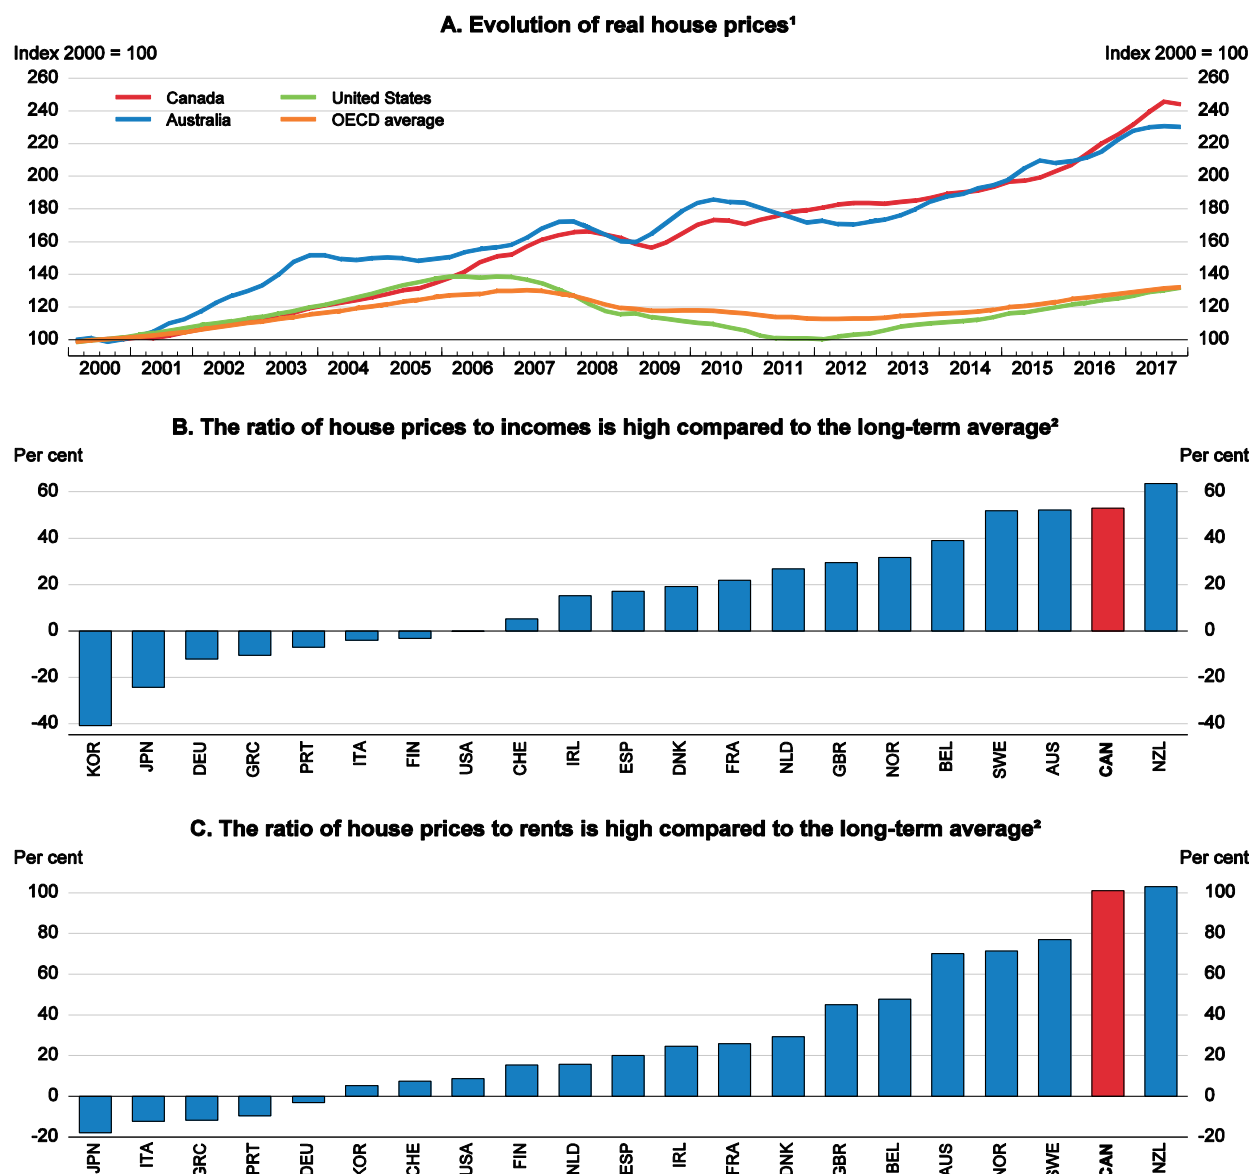 A. Evolution of real house prices¹
Index 2000 = 100 Index 2000 = 100
260 260
240 240
220 220
200 200
180 180
160 160
140 140
120 120
100 100
Canada United States
Australia OECD average
2000 2001 2002 2003 2004 2005 2006 2007 2008 2009 2010 2011 2012 2013 2014 2015 2016 2017
B. The ratio of house prices to incomes is high compared to the long-term average²
Per cent Per cent
60 60
40 40
20 20
0 0
-20 -20
-40 -40
KOR JPN DEU GRC PRT ITA FIN USA CHE IRL ESP DNK FRA NLD GBR NOR BEL SWE AUS CAN NZL
C. The ratio of house prices to rents is high compared to the long-term average²
Per cent Per cent
100 100
80 80
60 60
40 40
20 20
0 0
-20 -20
JPN ITA GRC PRT DEU KOR CHE USA FIN NLD ESP IRL FRA DNK GBR BEL AUS NOR SWE CAN NZL